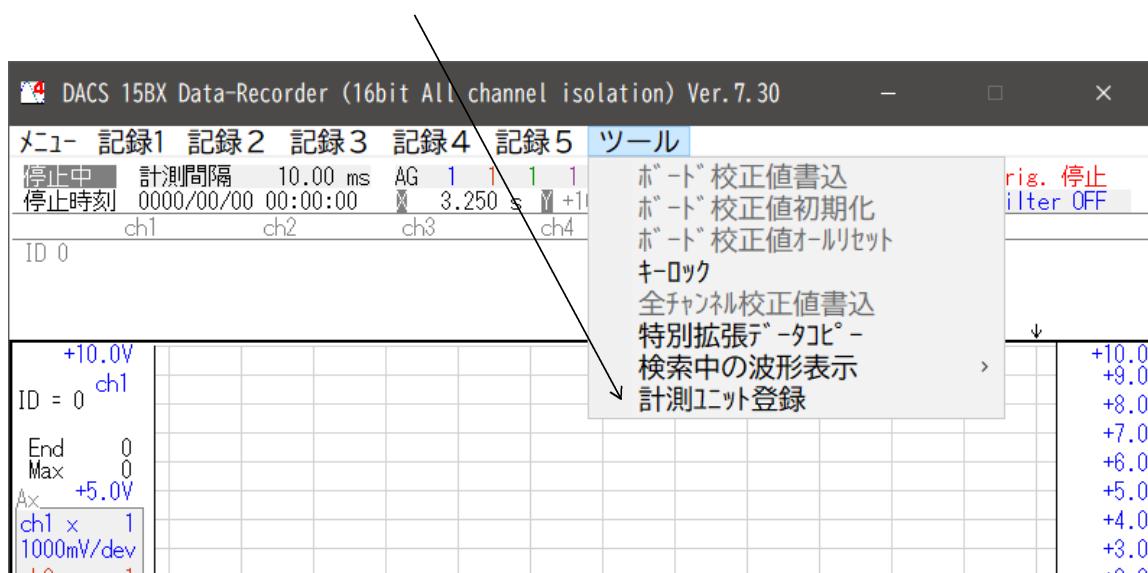 DACS 15BX Data-Recorder (16bit All channel isolation) Ver.7.30
ﾒﾆｭｰ 記録1 記録２ 記録３ 記録４ 記録５ ツール
停止中 計測間隔 10.00 ms AG 1 1 1 1 rig. 停止
停止時刻 0000/00/00 00:00:00 X 3.250 s Y ilter OFF
ch1 ch2 ch3 ch4
ID 0
ﾎﾞｰﾄﾞ校正値書込
ﾎﾞｰﾄﾞ校正値初期化
ﾎﾞｰﾄﾞ校正値ｵｰﾙﾘｾｯﾄ
ｷｰﾛｯｸ
全ﾁｬﾝﾈﾙ校正値書込
特別拡張ﾃﾞｰﾀｺﾋﾟｰ
検索中の波形表示 ›
計測ﾕﾆｯﾄ登録
+10.0V
ch1
ID = 0
End 0
Max 0
+5.0V
Ax
ch1 x 1
1000mV/dev
+10.0
+9.0
+8.0
+7.0
+6.0
+5.0
+4.0
+3.0